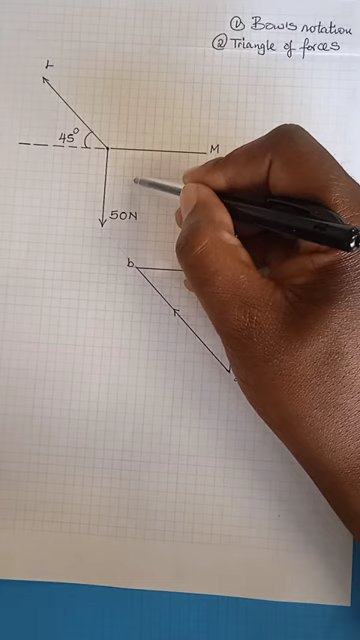 ① Bow's notation
② Triangle of forces
L
45°
M
50N
b